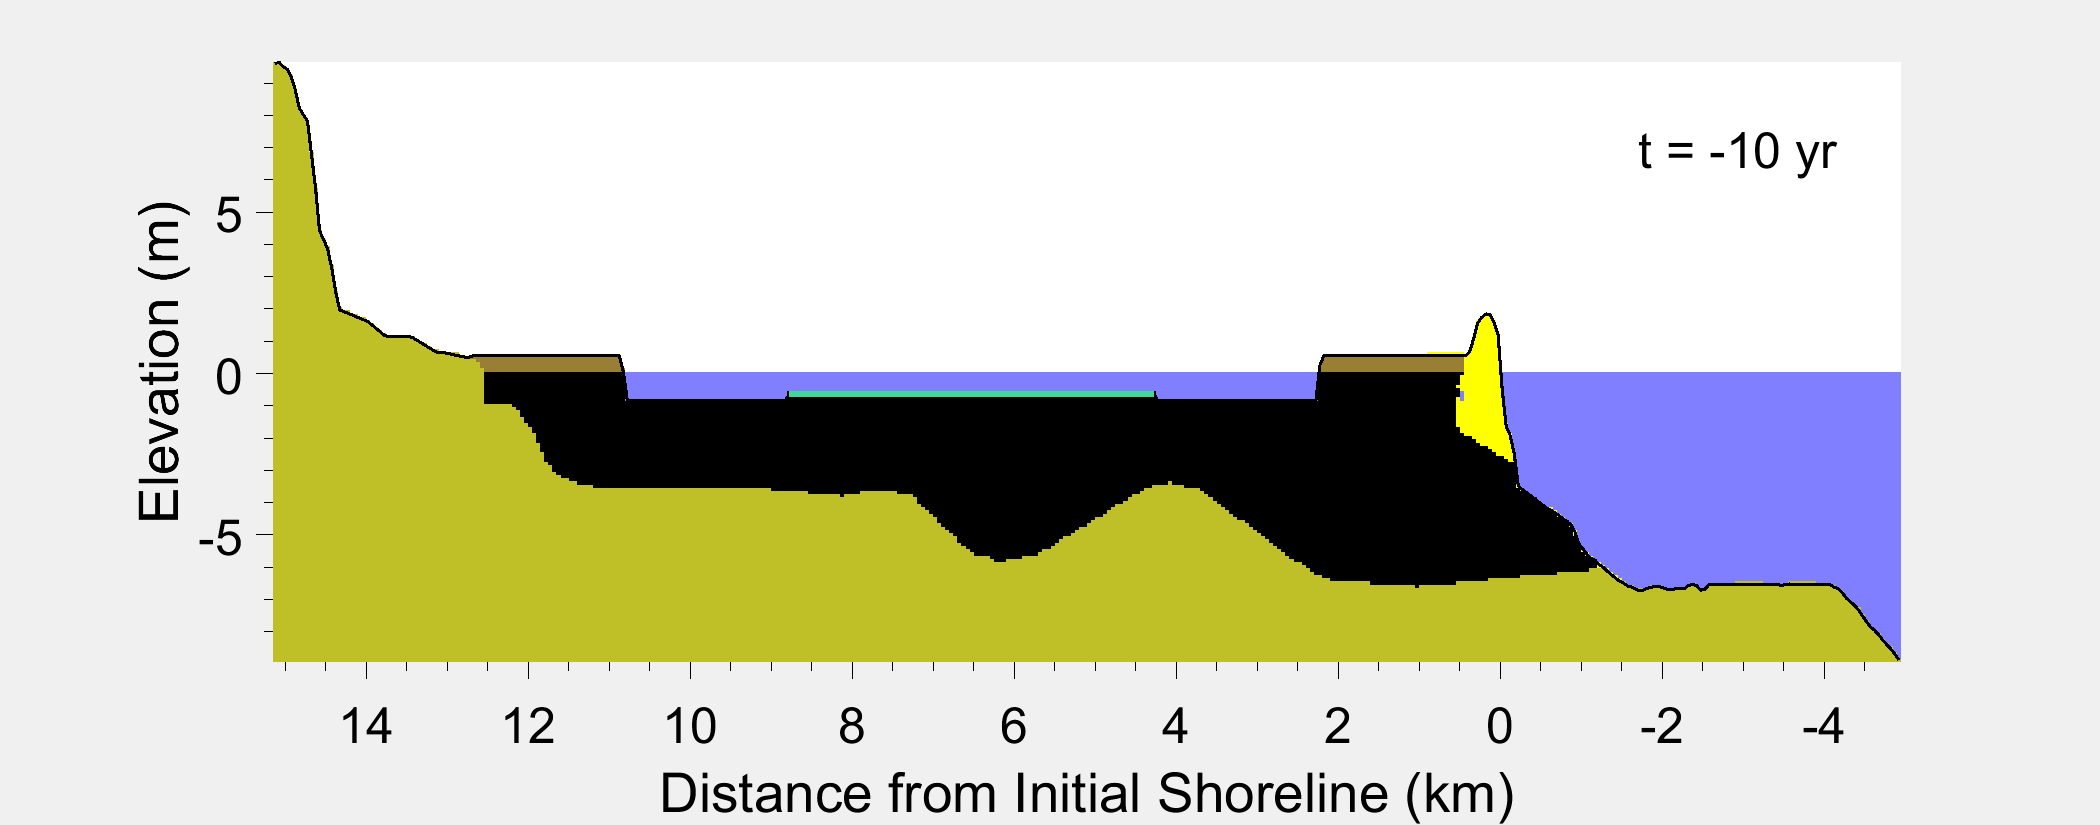 t = -10 yr
Elevation (m)
5
0
-5
14 12 10 8 6 4 2 0 -2 -4
Distance from Initial Shoreline (km)